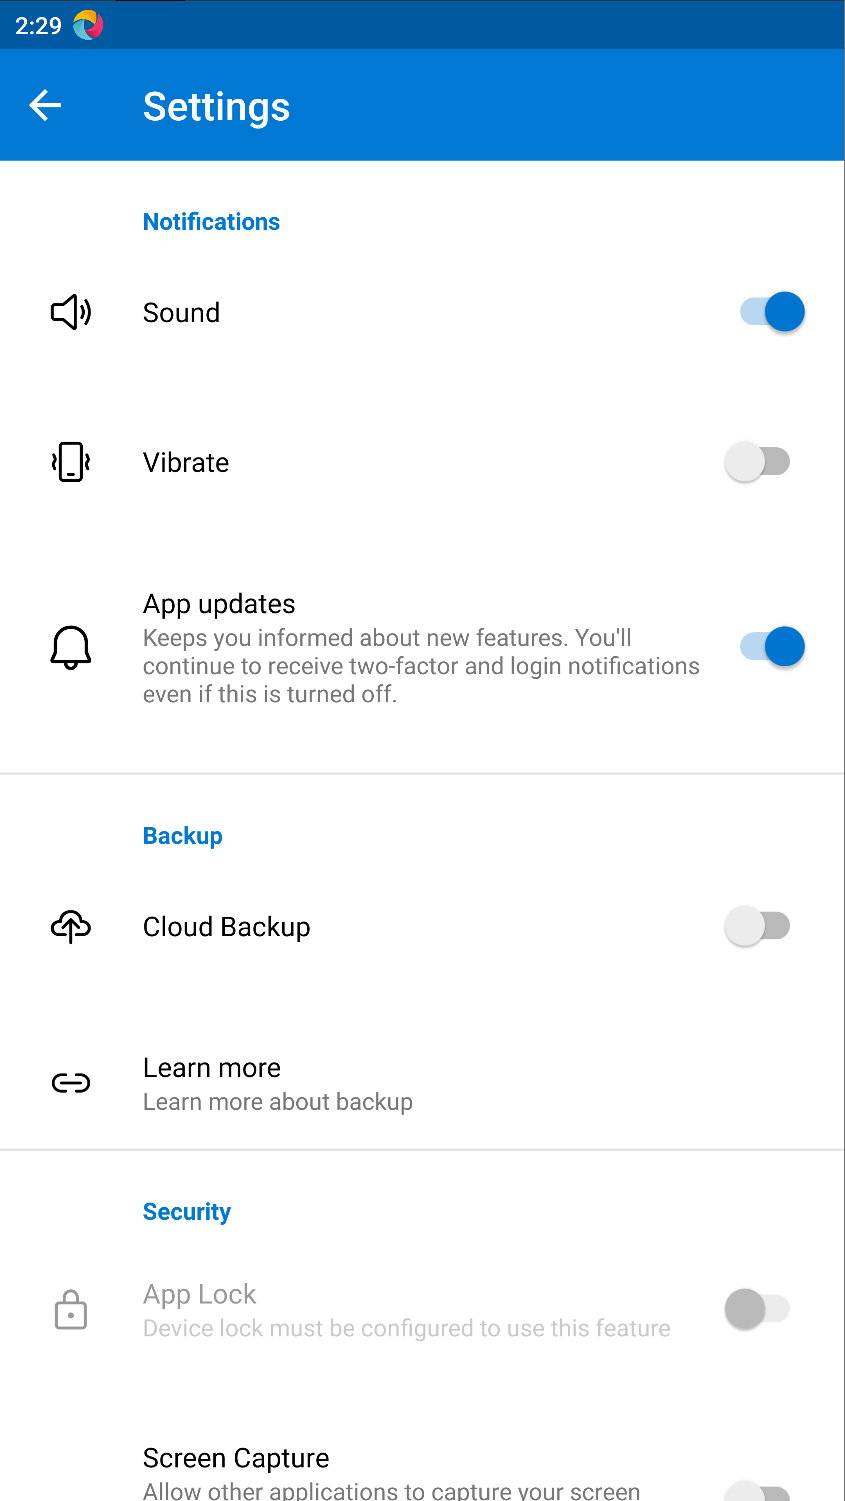 2:29
Settings
Notifications
Sound
Vibrate
App updates
Keeps you informed about new features. You'll
continue to receive two-factor and login notifications
even if this is turned off.
Backup
Cloud Backup
Learn more
Learn more about backup
Security
App Lock
Device lock must be configured to use this feature
Screen Capture
Allow other applications to capture your screen